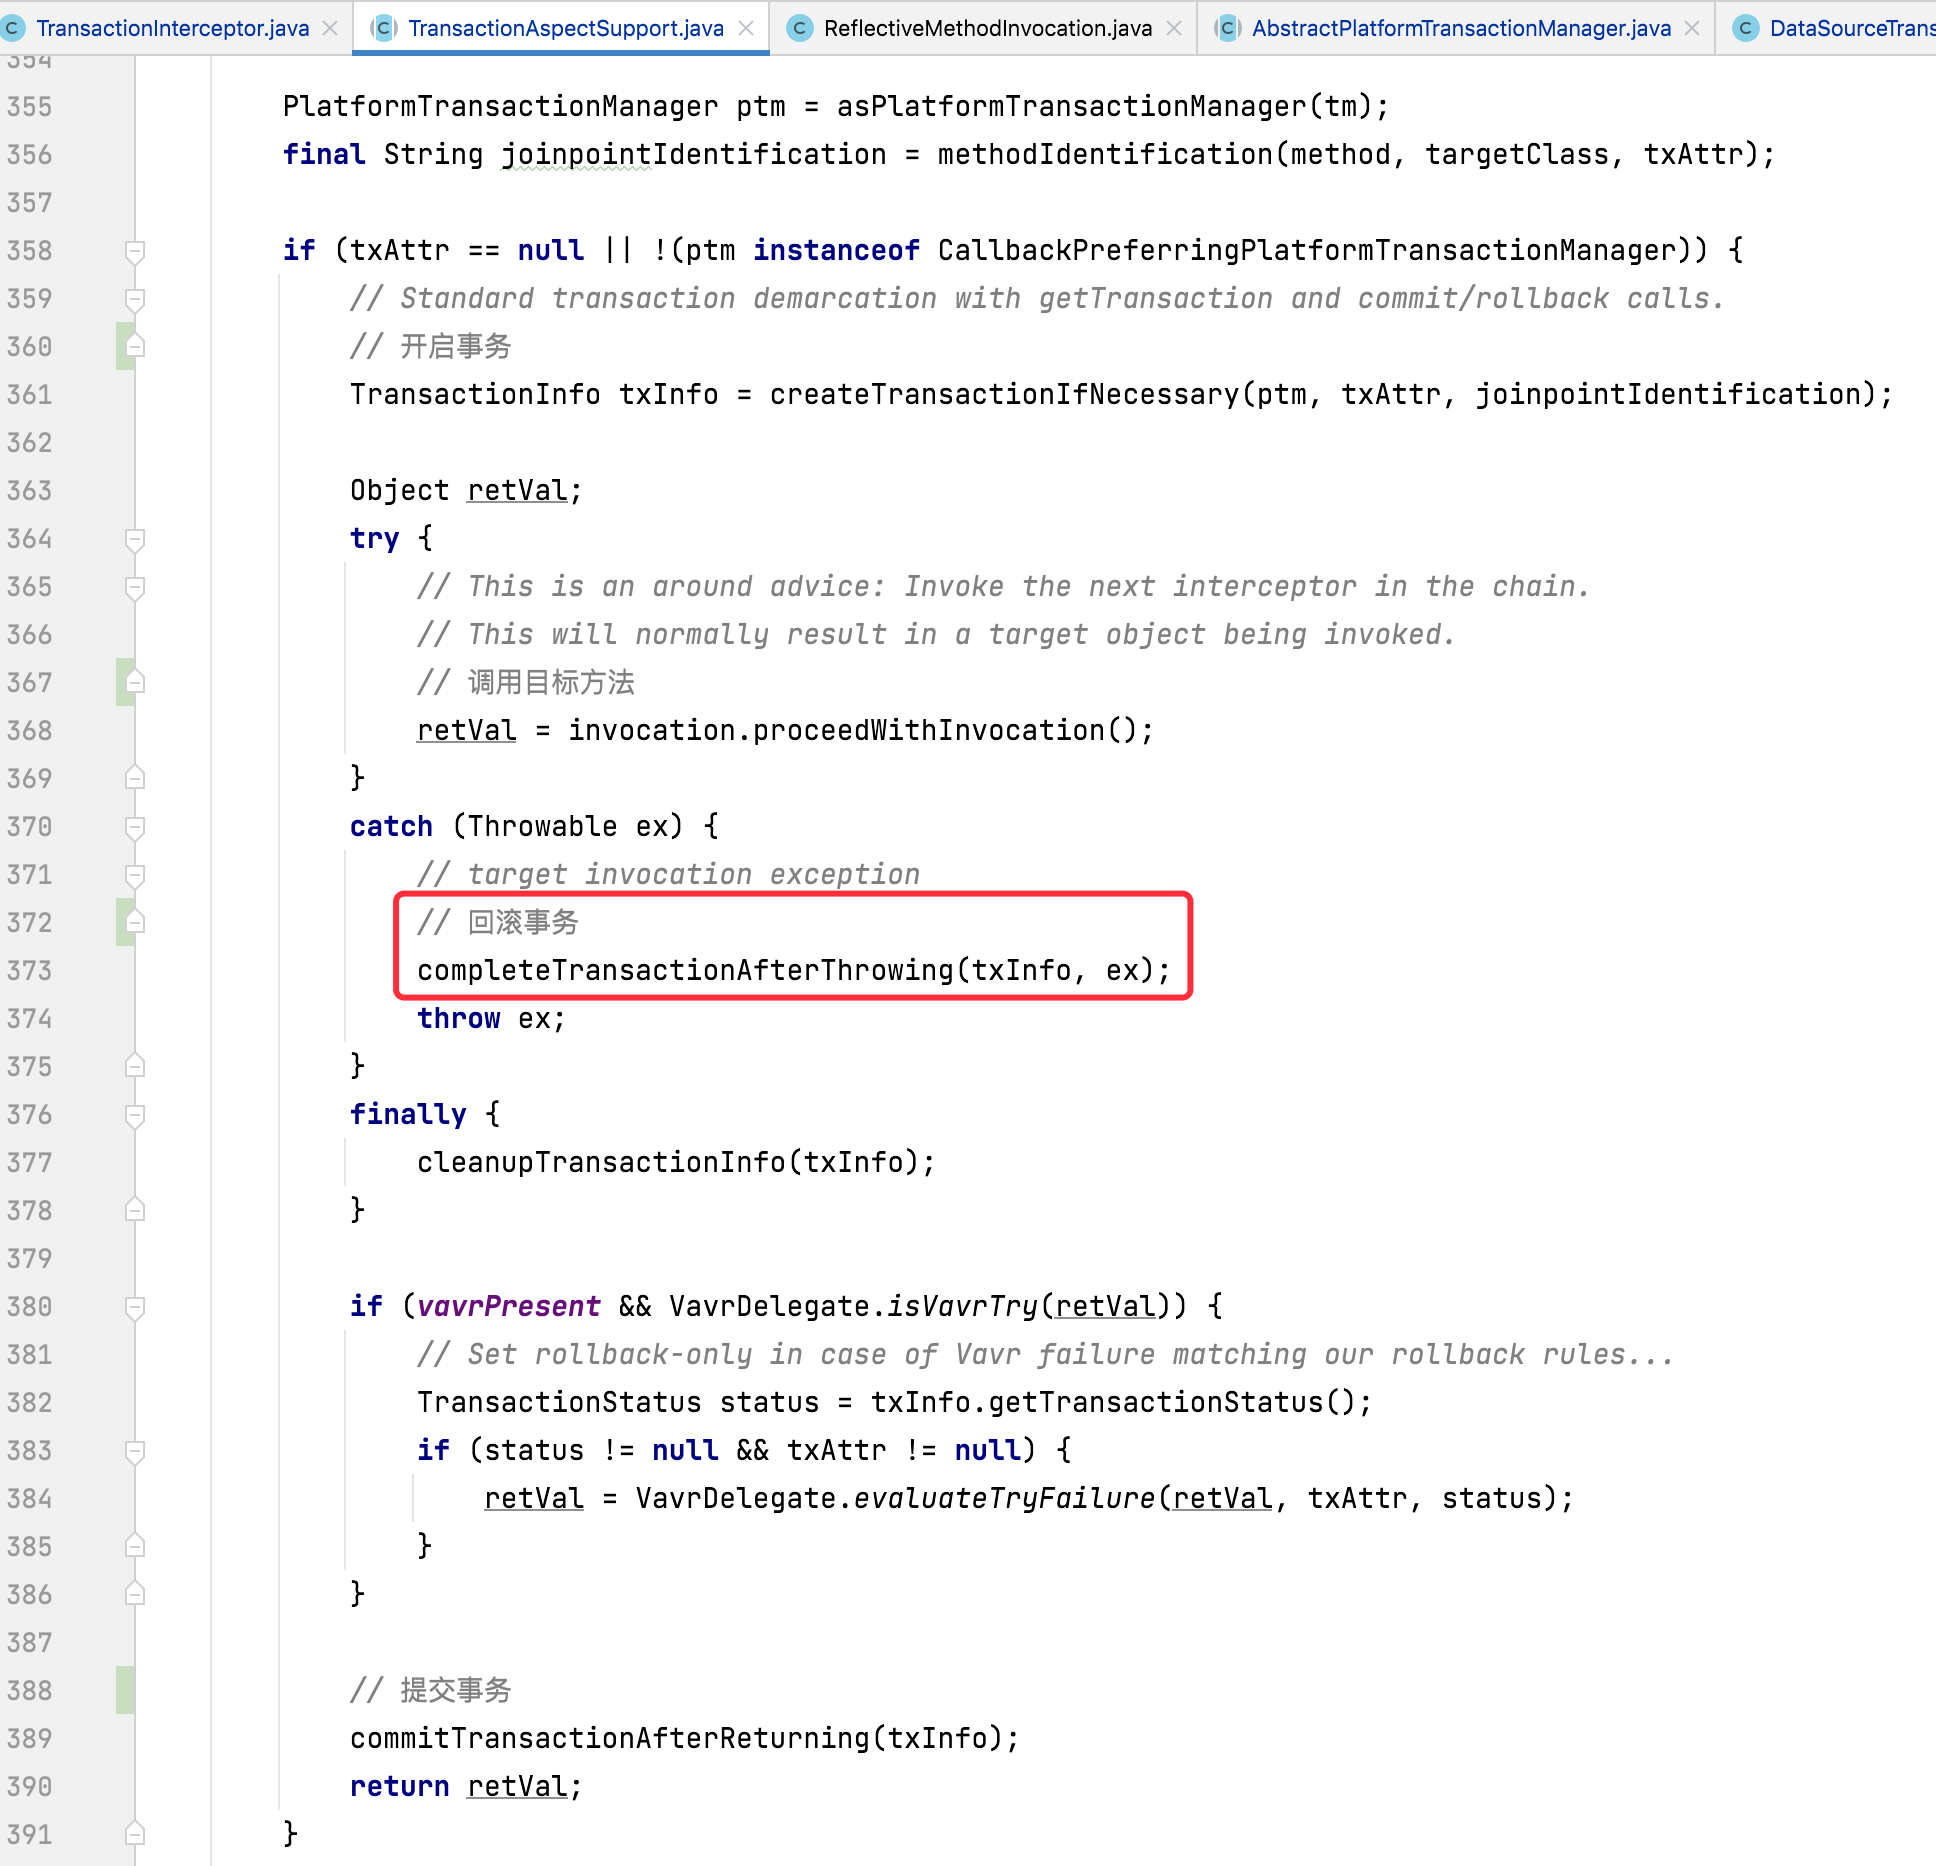 TransactionInterceptor.java TransactionAspectSupport.java ReflectiveMethodInvocation.java AbstractPlatformTransactionManager.java DataSourceTrans
354
355 PlatformTransactionManager ptm = asPlatformTransactionManager(tm);
356 final String joinpointIdentification = methodIdentification(method, targetClass, txAttr);
357
358 if (txAttr == null || !(ptm instanceof CallbackPreferringPlatformTransactionManager)) {
359 // Standard transaction demarcation with getTransaction and commit/rollback calls.
360 // 开启事务
361 TransactionInfo txInfo = createTransactionIfNecessary(ptm, txAttr, joinpointIdentification);
362
363 Object retVal;
364 try {
365 // This is an around advice: Invoke the next interceptor in the chain.
366 // This will normally result in a target object being invoked.
367 // 调用目标方法
368 retVal = invocation.proceedWithInvocation();
369 }
370 catch (Throwable ex) {
371 // target invocation exception
372 // 回滚事务
373 completeTransactionAfterThrowing(txInfo, ex);
374 throw ex;
375 }
376 finally {
377 cleanupTransactionInfo(txInfo);
378 }
379
380 if (vavrPresent && VavrDelegate.isVavrTry(retVal)) {
381 // Set rollback-only in case of Vavr failure matching our rollback rules...
382 TransactionStatus status = txInfo.getTransactionStatus();
383 if (status != null && txAttr != null) {
384 retVal = VavrDelegate.evaluateTryFailure(retVal, txAttr, status);
385 }
386 }
387
388 // 提交事务
389 commitTransactionAfterReturning(txInfo);
390 return retVal;
391 }